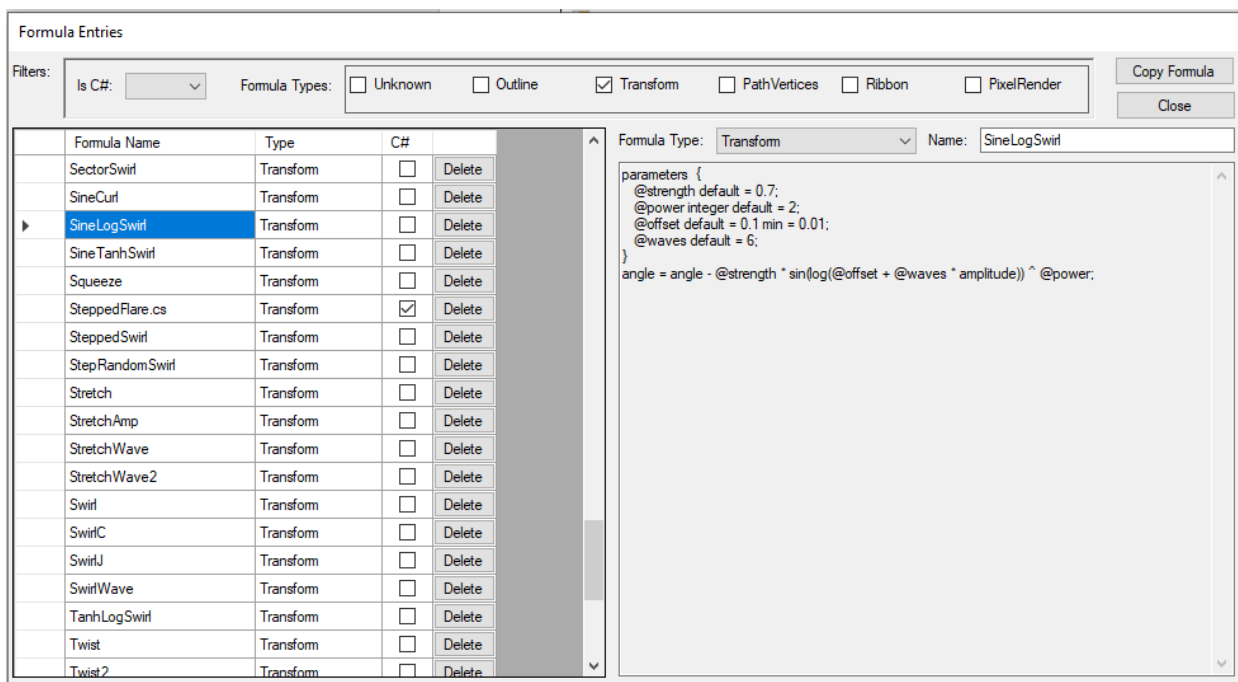 Formula Entries
Filters:
Is C#:
Formula Types:
Unknown
Outline
Transform
PathVertices
Ribbon
PixelRender
Copy Formula
Close
Formula Name Type C#
SectorSwirl Transform Delete
SineCurl Transform Delete
SineLogSwirl Transform Delete
SineTanhSwirl Transform Delete
Squeeze Transform Delete
SteppedFlare.cs Transform Delete
SteppedSwirl Transform Delete
StepRandomSwirl Transform Delete
Stretch Transform Delete
StretchAmp Transform Delete
StretchWave Transform Delete
StretchWave2 Transform Delete
Swirl Transform Delete
SwirlC Transform Delete
SwirlJ Transform Delete
SwirlWave Transform Delete
TanhLogSwirl Transform Delete
Twist Transform Delete
Twist2 Transform Delete
Formula Type: Transform Name: SineLogSwirl
parameters {
@strength default = 0.7;
@power integer default = 2;
@offset default = 0.1 min = 0.01;
@waves default = 6;
}
angle = angle - @strength * sin(log(@offset + @waves * amplitude)) ^ @power;